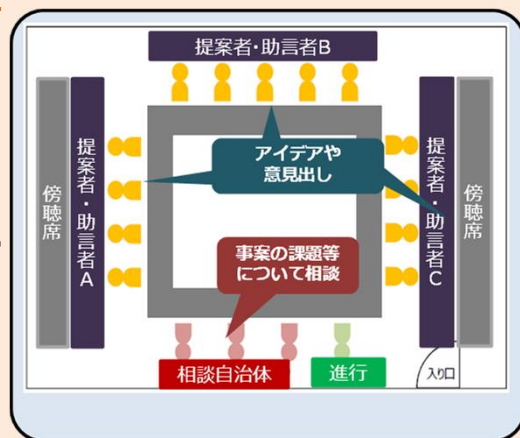 提案者・助言者B
傍聴席
提案者・助言者A
アイデアや
意見出し
提案者・助言者C
傍聴席
事案の課題等
について相談
相談自治体
進行
入り口